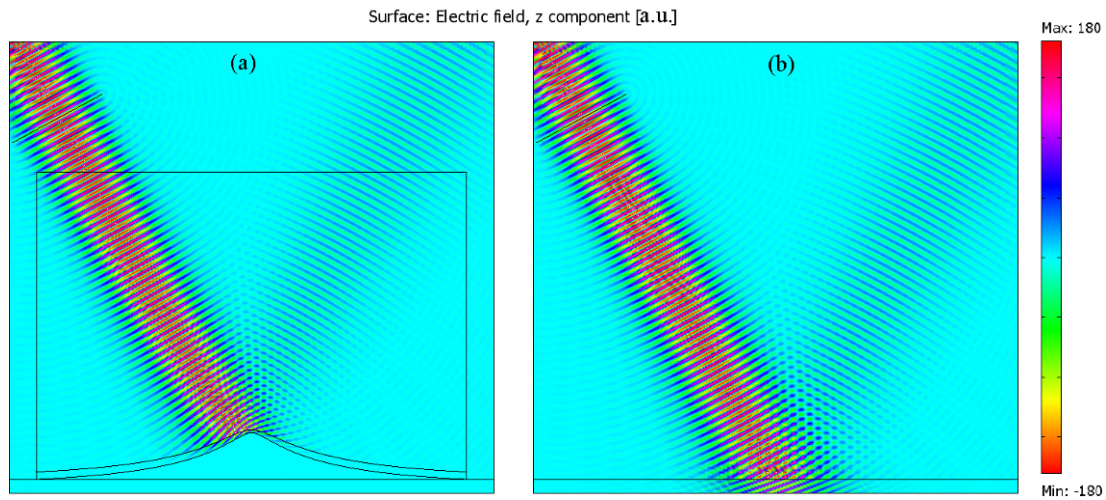 Surface: Electric field, z component [a.u.]
(a)
(b)
Max: 180
Min: -180